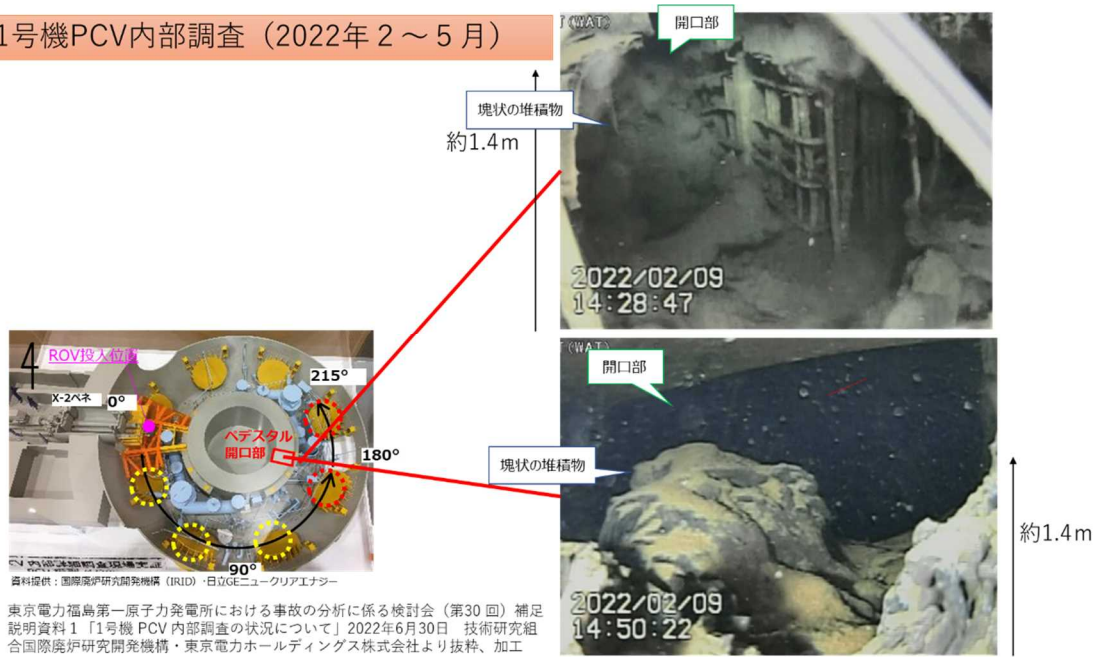 1号機PCV内部調査（2022年２～５月）
T(WAT)
開口部
塊状の堆積物
約1.4ｍ
2022/02/09
14:28:47
T(WAT)
開口部
塊状の堆積物
約1.4ｍ
2022/02/09
14:50:22
ROV投入位置
X-2ペネ
0°
215°
ペデスタル
開口部
180°
90°
資料提供：国際廃炉研究開発機構（IRID）･日立GEニュークリアエナジー
東京電力福島第一原子力発電所における事故の分析に係る検討会（第30 回）補足
説明資料１「1号機 PCV 内部調査の状況について」2022年6月30日　技術研究組
合国際廃炉研究開発機構・東京電力ホールディングス株式会社より抜粋、加工